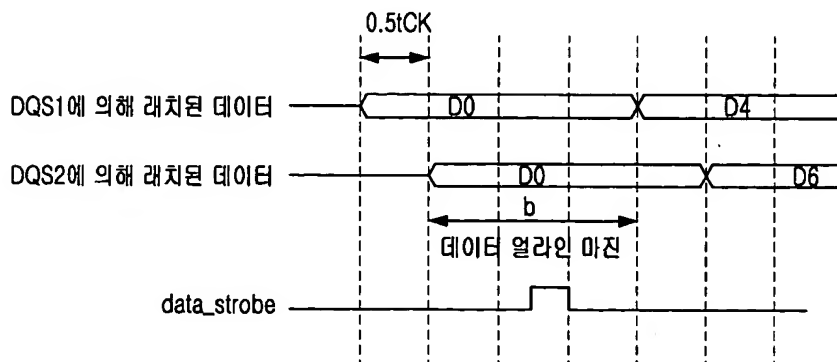 0.5tCK
DQS1에 의해 래치된 데이터
D0
D4
DQS2에 의해 래치된 데이터
D0
D6
b
데이터 얼라인 마진
data_strobe